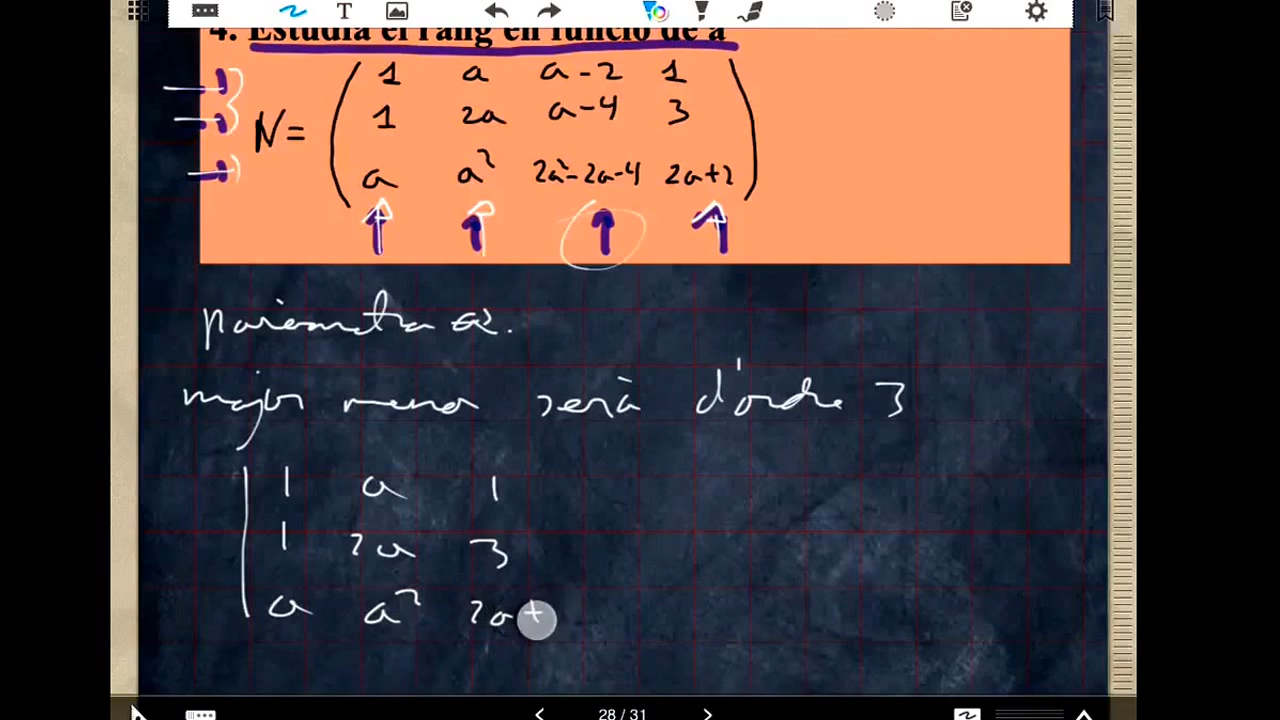 4. Estudia el rang en funció de a
1 a a-2 1
N= 1 2a a-4 3
a a² 2a²-2a-4 2a+2
paràmetra a.
major menor serà d'ordre 3
1 a 1
1 2a 3
a a² 2a+
28 / 31